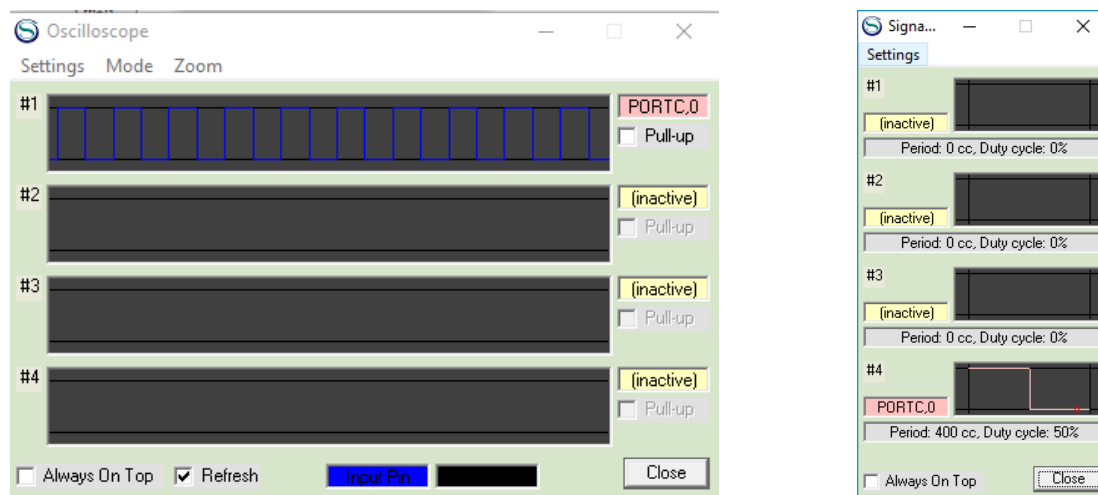 Oscilloscope
Settings Mode Zoom
#1
PORTC,0
Pull-up
#2
(inactive)
Pull-up
#3
(inactive)
Pull-up
#4
(inactive)
Pull-up
Always On Top Refresh Input Pin Close
Signa...
Settings
#1
(inactive)
Period: 0 cc, Duty cycle: 0%
#2
(inactive)
Period: 0 cc, Duty cycle: 0%
#3
(inactive)
Period: 0 cc, Duty cycle: 0%
#4
PORTC,0
Period: 400 cc, Duty cycle: 50%
Always On Top Close